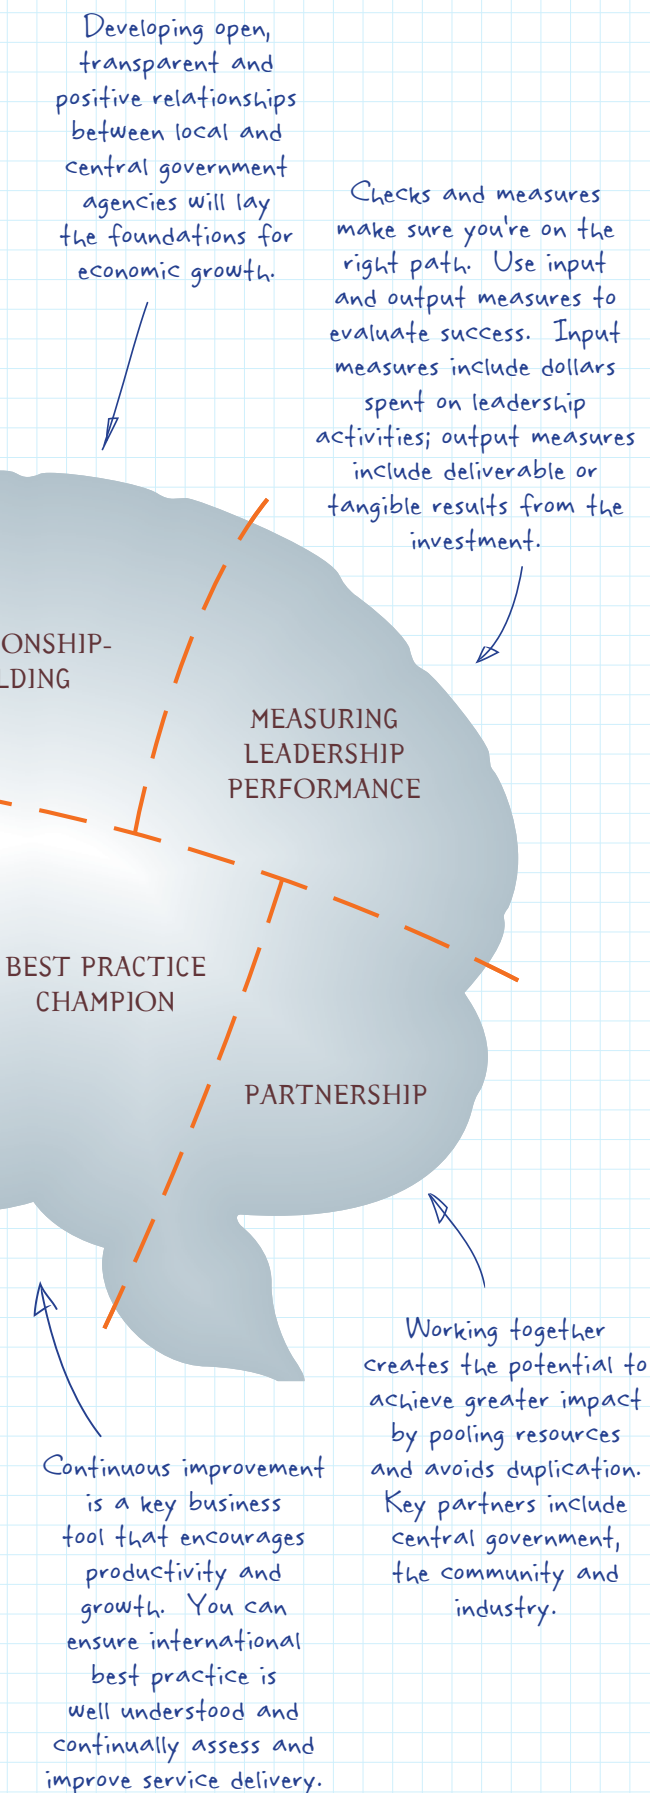 Developing open,
transparent and
positive relationships
between local and
central government
agencies will lay
the foundations for
economic growth.
Checks and measures
make sure you're on the
right path.  Use input
and output measures to
evaluate success.  Input
measures include dollars
spent on leadership
activities; output measures
include deliverable or
tangible results from the
investment.
ONSHIP-
LDING
MEASURING
LEADERSHIP
PERFORMANCE
BEST PRACTICE
CHAMPION
PARTNERSHIP
Working together
creates the potential to
achieve greater impact
by pooling resources
and avoids duplication.
Key partners include
central government,
the community and
industry.
Continuous improvement
is a key business
tool that encourages
productivity and
growth.  You can
ensure international
best practice is
well understood and
continually assess and
improve service delivery.